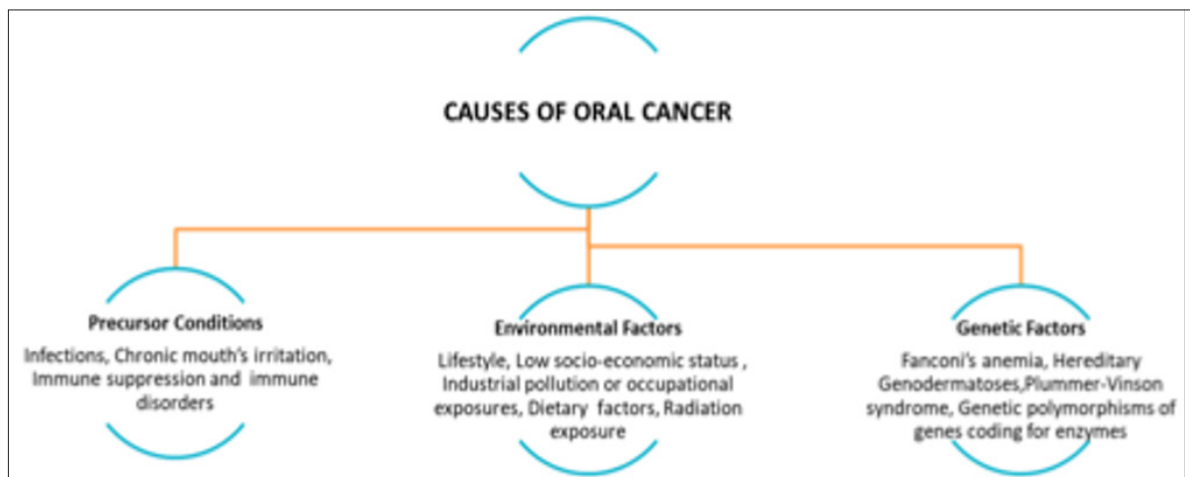 CAUSES OF ORAL CANCER
Precursor Conditions
Infections, Chronic mouth's irritation,
Immune suppression and immune
disorders
Environmental Factors
Lifestyle, Low socio-economic status ,
Industrial pollution or occupational
exposures, Dietary factors, Radiation
exposure
Genetic Factors
Fanconi's anemia, Hereditary
Genodermatoses,Plummer-Vinson
syndrome, Genetic polymorphisms of
genes coding for enzymes